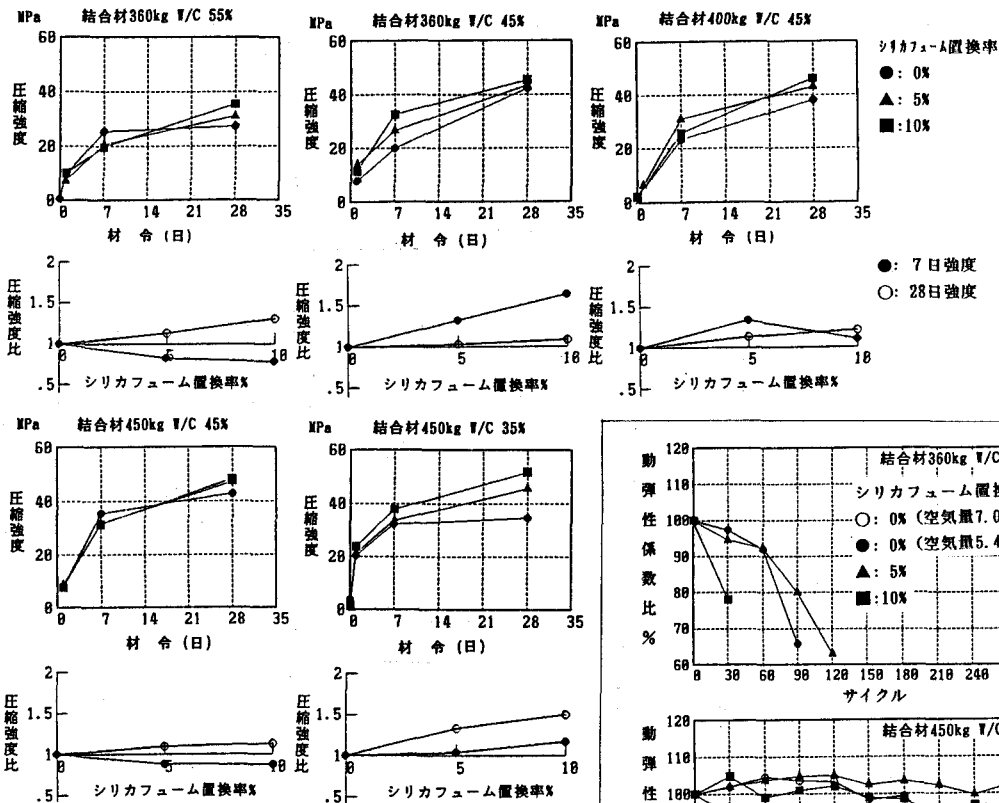 MPa 結合材360kg W/C 55%
60
40
20
0
圧縮強度
0 7 14 21 28 35
材 令 (日)
MPa 結合材360kg W/C 45%
60
40
20
0
圧縮強度
0 7 14 21 28 35
材 令 (日)
MPa 結合材400kg W/C 45%
60
40
20
0
圧縮強度
0 7 14 21 28 35
材 令 (日)
シリカフューム置換率
●: 0%
▲: 5%
■:10%
2
1.5
1
.5
圧縮強度比
0 5 10
シリカフューム置換率%
2
1.5
1
.5
圧縮強度比
0 5 10
シリカフューム置換率%
2
1.5
1
.5
圧縮強度比
0 5 10
シリカフューム置換率%
●: 7日強度
○: 28日強度
MPa 結合材450kg W/C 45%
60
40
20
0
圧縮強度
0 7 14 21 28 35
材 令 (日)
MPa 結合材450kg W/C 35%
60
40
20
0
圧縮強度
0 7 14 21 28 35
材 令 (日)
2
1.5
1
圧縮強度比
0 5 10
シリカフューム置換率%
2
1.5
1
圧縮強度比
0 5 10
シリカフューム置換率%
動弾性係数比%
結合材360kg W/C
シリカフューム置換
○: 0% (空気量7.0
●: 0% (空気量5.4
▲: 5%
■:10%
120
110
100
90
80
70
60
0 30 60 90 120 150 180 210 240
サイクル
動弾性
結合材450kg W/C
120
110
100